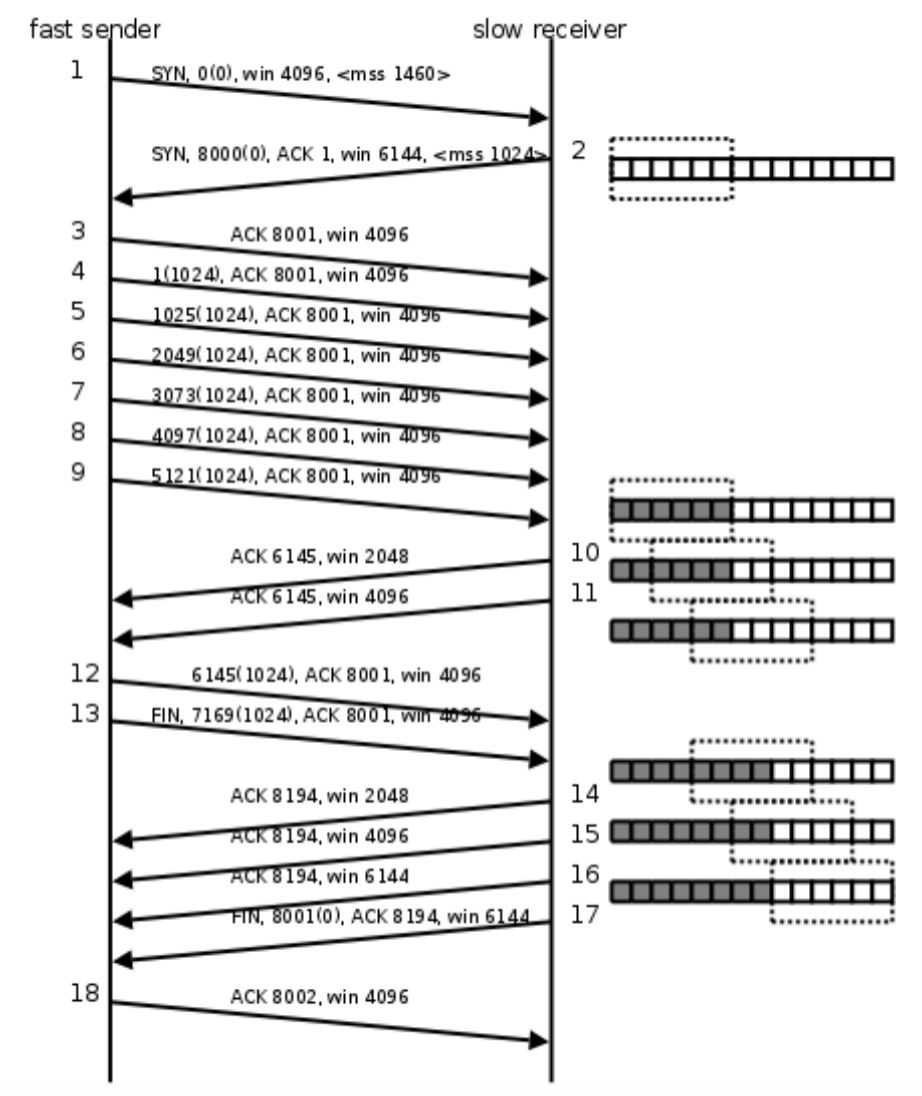 fast sender
slow receiver
1
SYN, 0(0), win 4096, <mss 1460>
SYN, 8000(0), ACK 1, win 6144, <mss 1024>
2
3
ACK 8001, win 4096
4
1(1024), ACK 8001, win 4096
5
1025(1024), ACK 8001, win 4096
6
2049(1024), ACK 8001, win 4096
7
3073(1024), ACK 8001, win 4096
8
4097(1024), ACK 8001, win 4096
9
5121(1024), ACK 8001, win 4096
ACK 6145, win 2048
10
ACK 6145, win 4096
11
12
6145(1024), ACK 8001, win 4096
13
FIN, 7169(1024), ACK 8001, win 4096
ACK 8194, win 2048
14
ACK 8194, win 4096
15
ACK 8194, win 6144
16
FIN, 8001(0), ACK 8194, win 6144
17
18
ACK 8002, win 4096